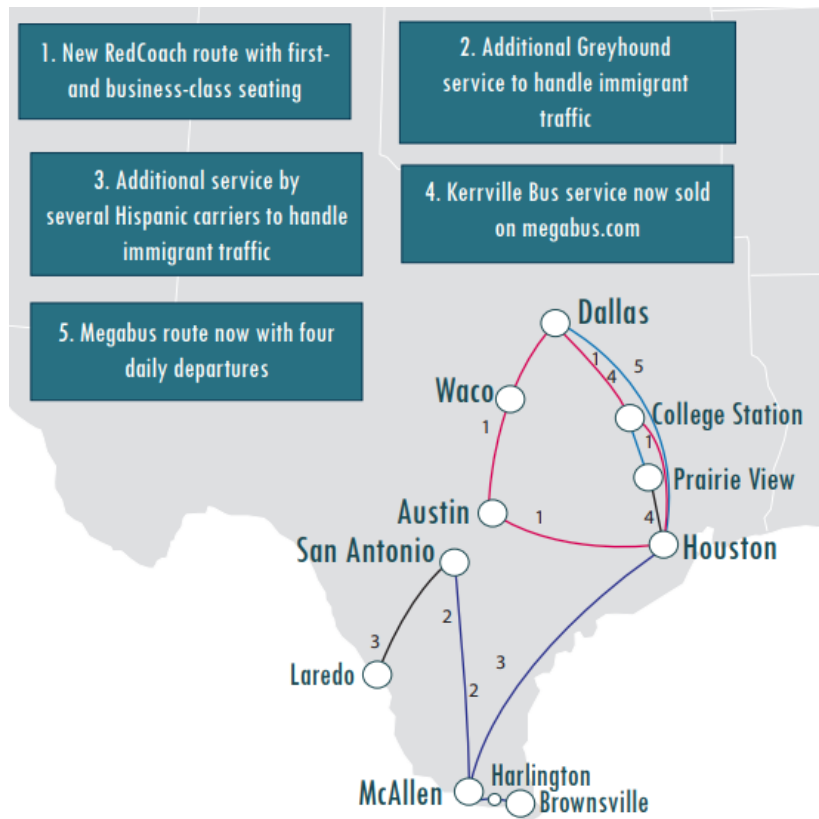 1. New RedCoach route with first-
and business-class seating
2. Additional Greyhound
service to handle immigrant
traffic
3. Additional service by
several Hispanic carriers to handle
immigrant traffic
4. Kerrville Bus service now sold
on megabus.com
5. Megabus route now with four
daily departures
Dallas
1
4
5
Waco
College Station
1
1
Prairie View
Austin
1
4
San Antonio
Houston
2
3
3
Laredo
2
Harlington
McAllen
Brownsville